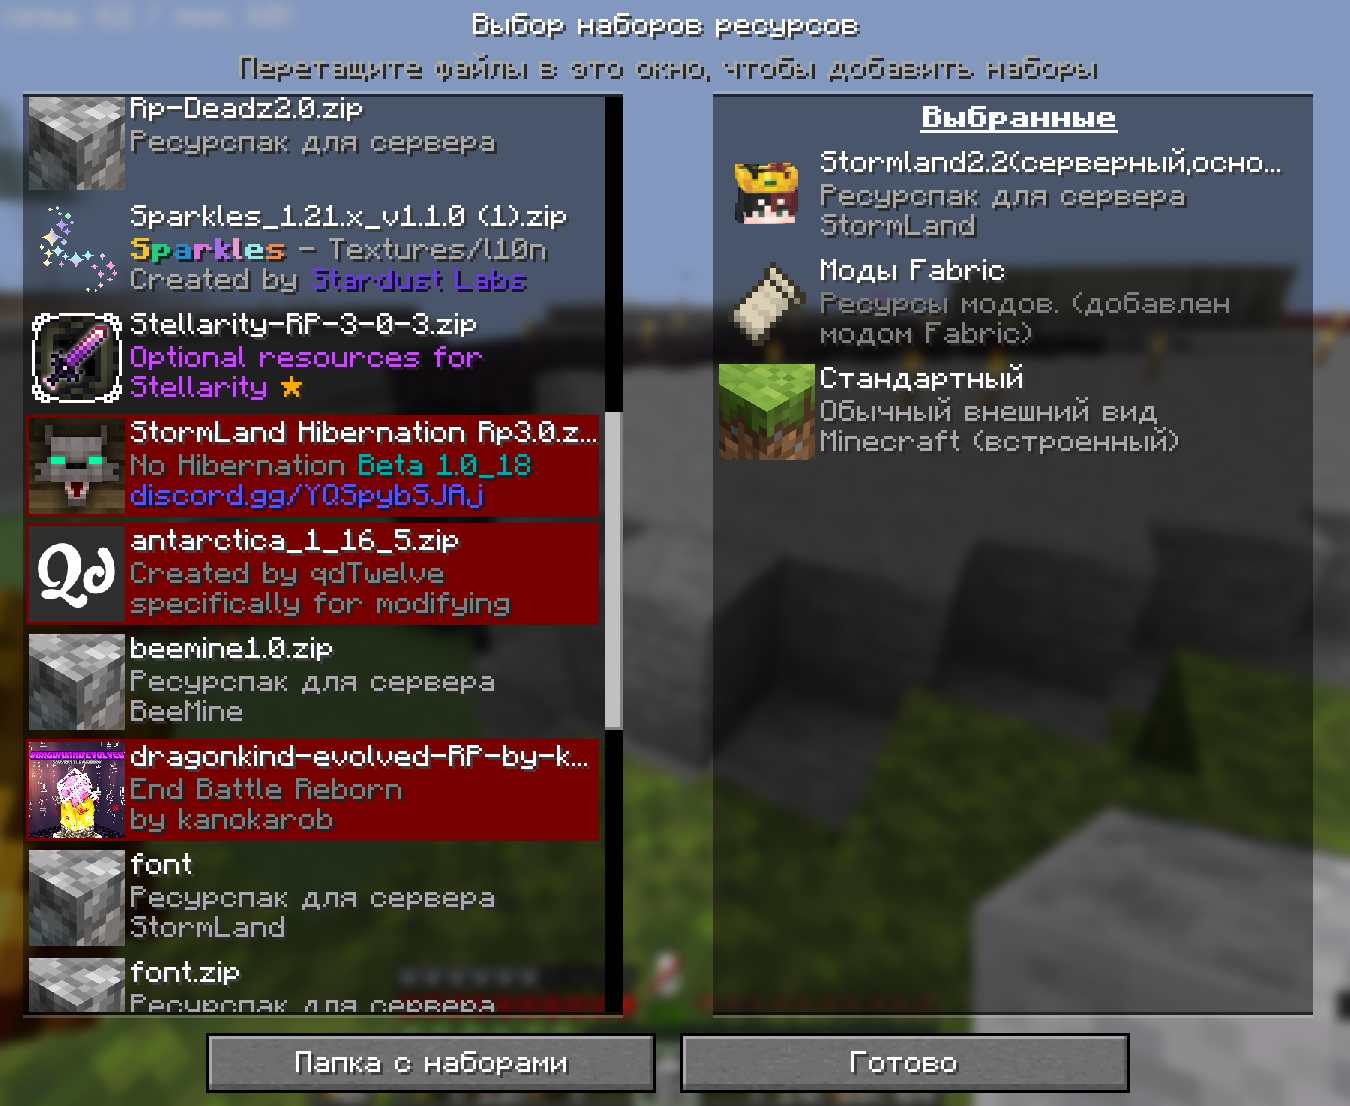 Выбор наборов ресурсов
Перетащите файлы в это окно, чтобы добавить наборы
Rp-Deadz2.0.zip
Ресурспак для сервера
Sparkles_1.21.x_v1.1.0 (1).zip
Sparkles - Textures/l10n
Created by Stardust Labs
Stellarity-RP-3-0-3.zip
Optional resources for
Stellarity ★
StormLand Hibernation Rp3.0.z...
No Hibernation Beta 1.0_18
discord.gg/YQSpybSJAj
Qd
antarctica_1_16_5.zip
Created by qdTwelve
specifically for modifying
beemine1.0.zip
Ресурспак для сервера
BeeMine
dragonkind-evolved-RP-by-k...
End Battle Reborn
by kanokarob
font
Ресурспак для сервера
StormLand
font.zip
Ресурспак для сервера
Выбранные
Stormland2.2(серверный,осно...
Ресурспак для сервера
StormLand
Моды Fabric
Ресурсы модов. (добавлен
модом Fabric)
Стандартный
Обычный внешний вид
Minecraft (встроенный)
Папка с наборами
Готово